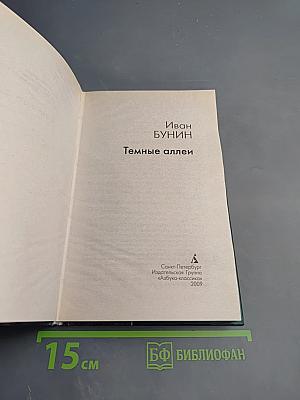 Иван
БУНИН
Темные аллеи
Санкт-Петербург
Издательская Группа
«Азбука-классика»
2009
15 см
БФ БИБЛИОФАН